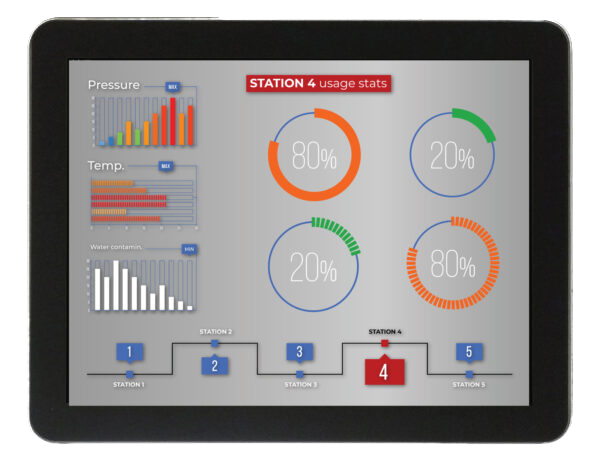 Pressure
MAX
STATION 4 usage stats
80%
20%
Temp.
MAX
Water contemin.
MIN
20%
80%
STATION 2
STATION 4
1
2
3
4
5
STATION 1
STATION 3
STATION 5